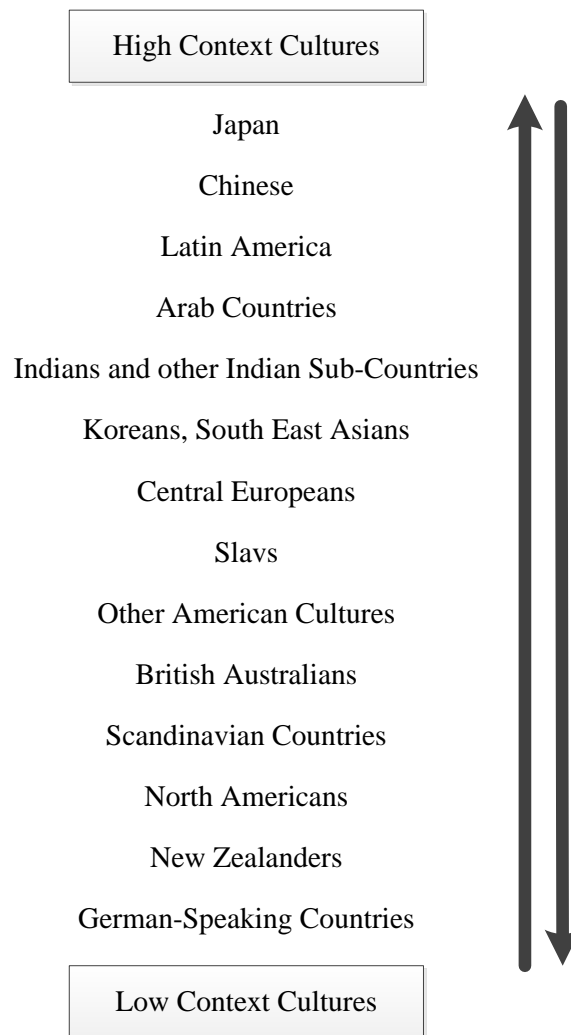 High Context Cultures
Japan
Chinese
Latin America
Arab Countries
Indians and other Indian Sub-Countries
Koreans, South East Asians
Central Europeans
Slavs
Other American Cultures
British Australians
Scandinavian Countries
North Americans
New Zealanders
German-Speaking Countries
Low Context Cultures